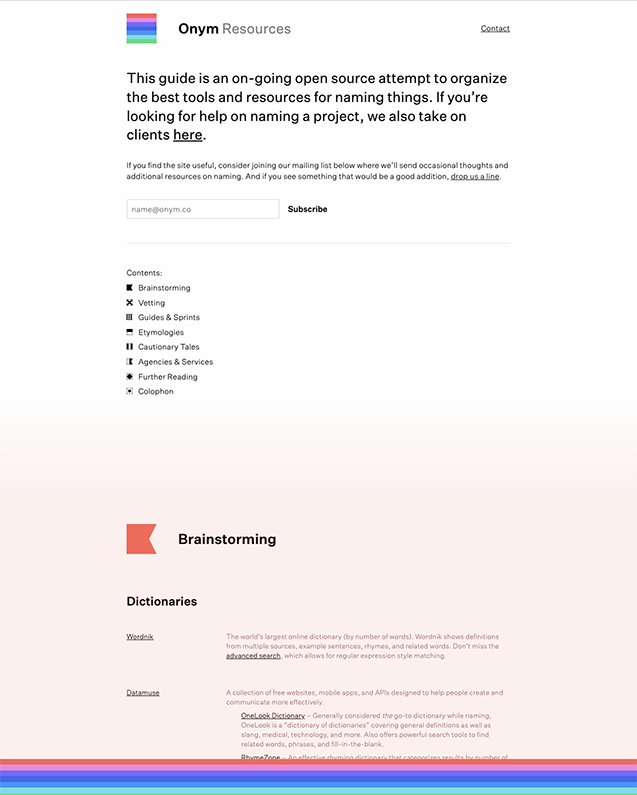 Onym Resources
Contact
This guide is an on-going open source attempt to organize
the best tools and resources for naming things. If you’re
looking for help on naming a project, we also take on
clients here.
If you find the site useful, consider joining our mailing list below where we’ll send occasional thoughts and
additional resources on naming. And if you see something that would be a good addition, drop us a line.
name@onym.co
Subscribe
Contents:
Brainstorming
Vetting
Guides & Sprints
Etymologies
Cautionary Tales
Agencies & Services
Further Reading
Colophon
Brainstorming
Dictionaries
Wordnik
The world’s largest online dictionary (by number of words). Wordnik shows definitions
from multiple sources, example sentences, rhymes, and related words. Don’t miss the
advanced search, which allows for regular expression style matching.
Datamuse
A collection of free websites, mobile apps, and APIs designed to help people create and
communicate more effectively.
OneLook Dictionary – Generally considered the go-to dictionary while naming,
OneLook is a “dictionary of dictionaries” covering general definitions as well as
slang, medical, technology, and more. Also offers powerful search tools to find
related words, phrases, and fill-in-the-blank.
RhymeZone – An effective rhyming dictionary that categorizes results by number of